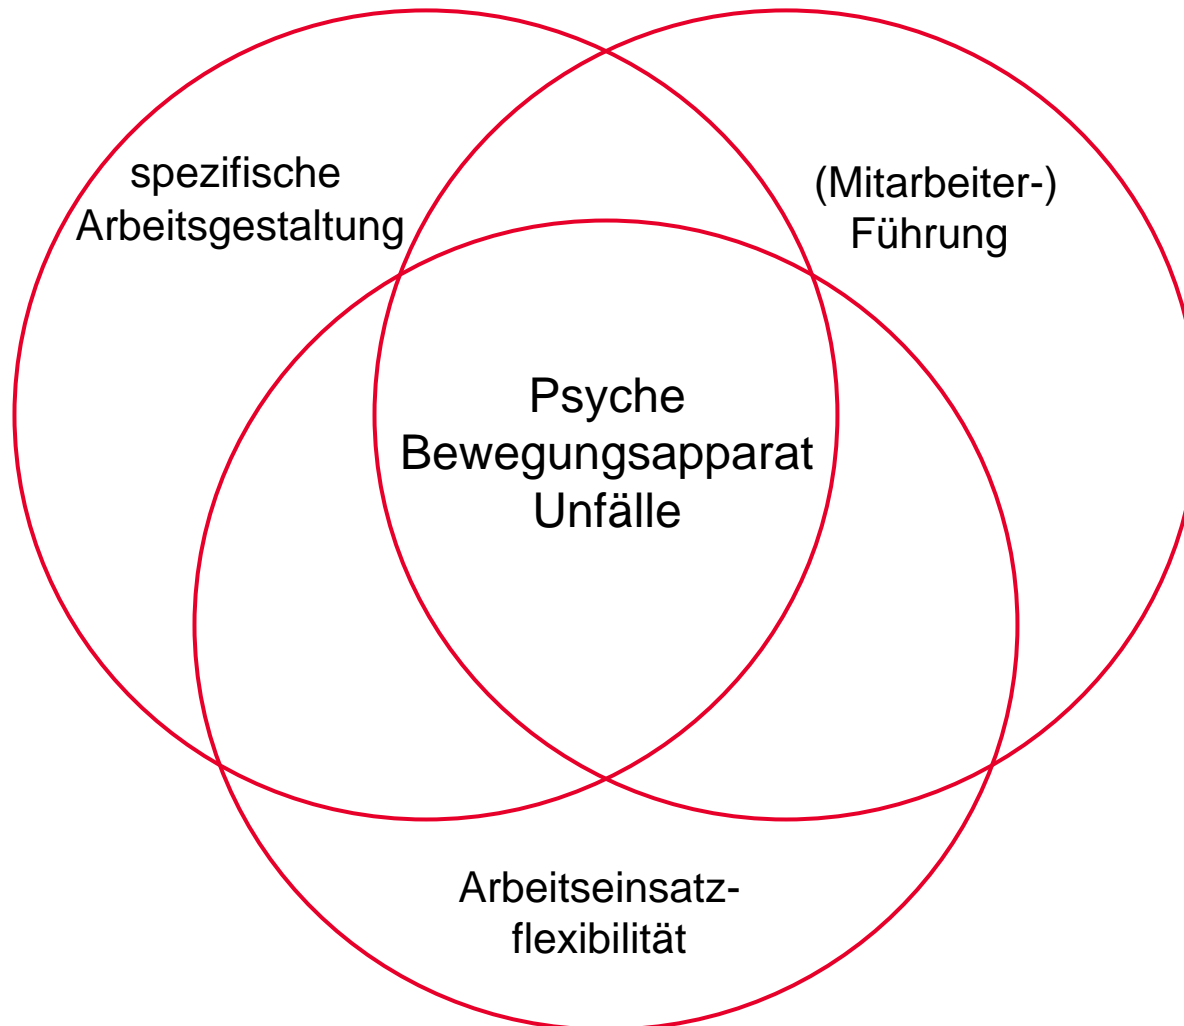 spezifische
Arbeitsgestaltung
(Mitarbeiter-)
Führung
Psyche
Bewegungsapparat
Unfälle
Arbeitseinsatz-
flexibilität